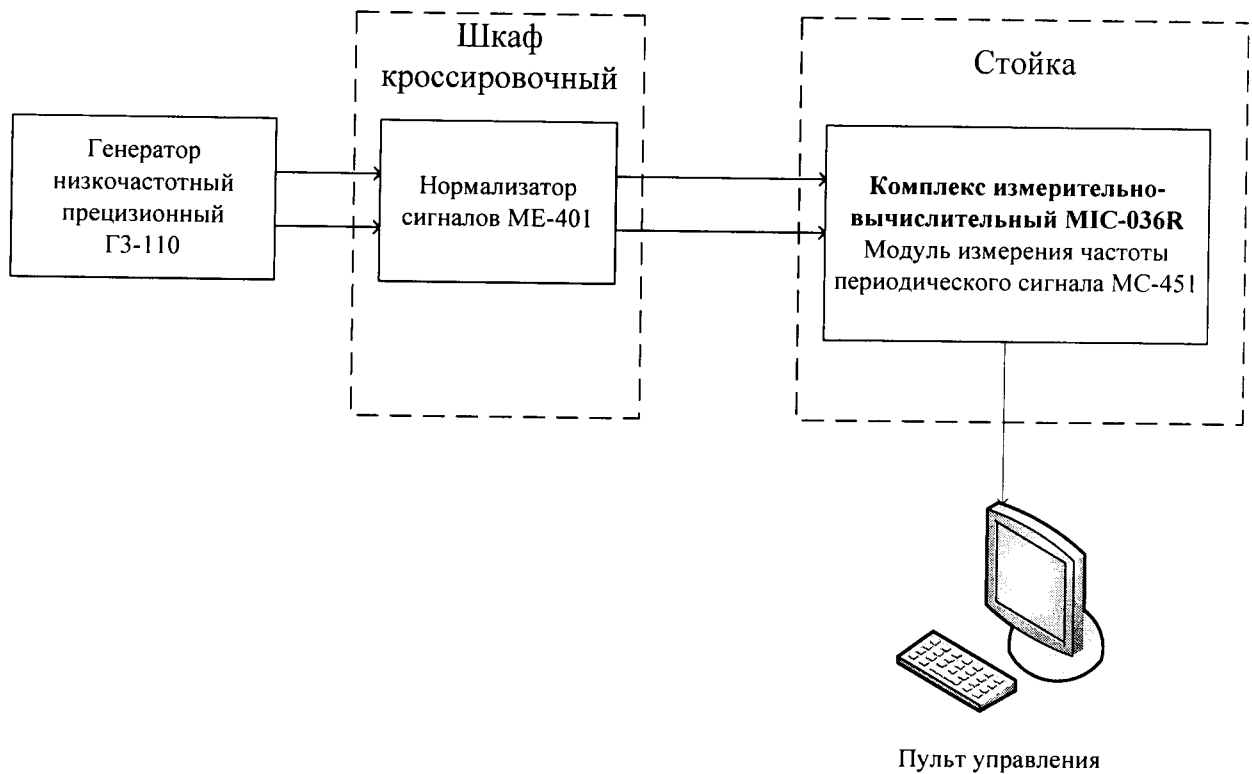 Шкаф
кроссировочный
Стойка
Генератор
низкочастотный
прецизионный
ГЗ-110
Нормализатор
сигналов МЕ-401
Комплекс измерительно-
вычислительный MIC-036R
Модуль измерения частоты
периодического сигнала МС-451
Пульт управления